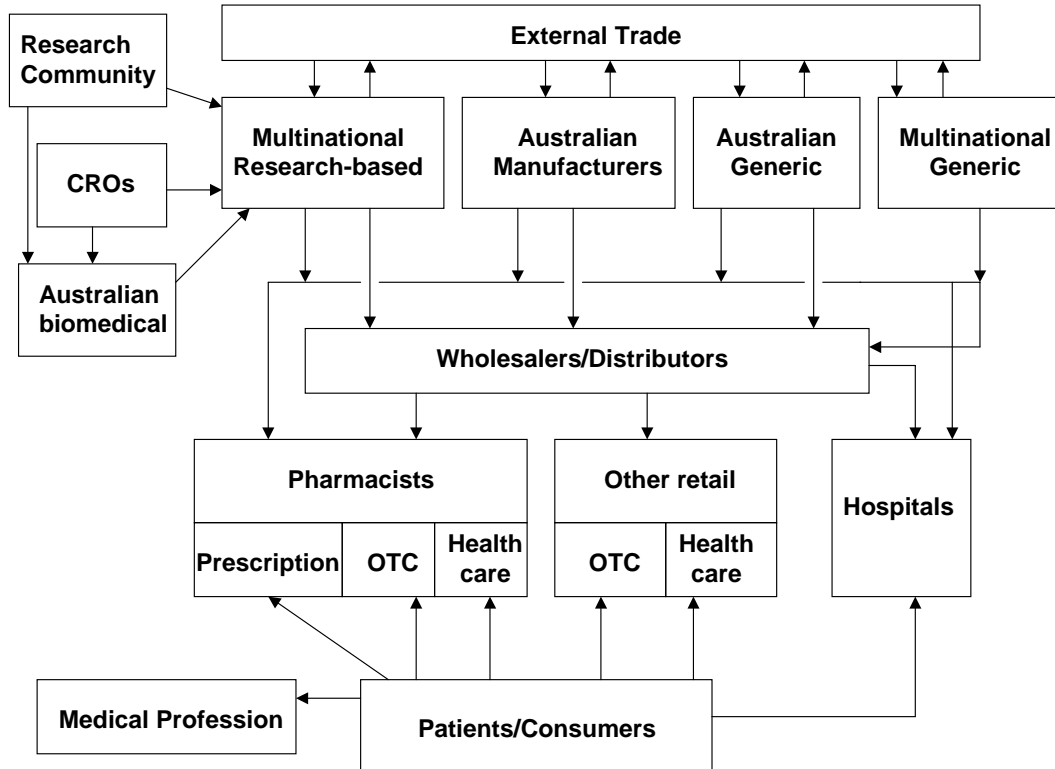 External Trade
Research
Community
Multinational
Research-based
Australian
Manufacturers
Australian
Generic
Multinational
Generic
CROs
Australian
biomedical
Wholesalers/Distributors
Pharmacists
Other retail
Hospitals
Prescription
OTC
Health
care
OTC
Health
care
Medical Profession
Patients/Consumers